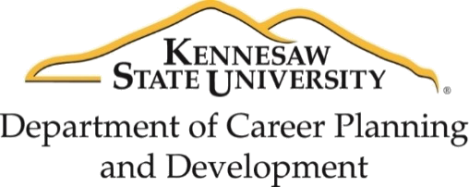 KENNESAW
STATE UNIVERSITY
®
Department of Career Planning
and Development